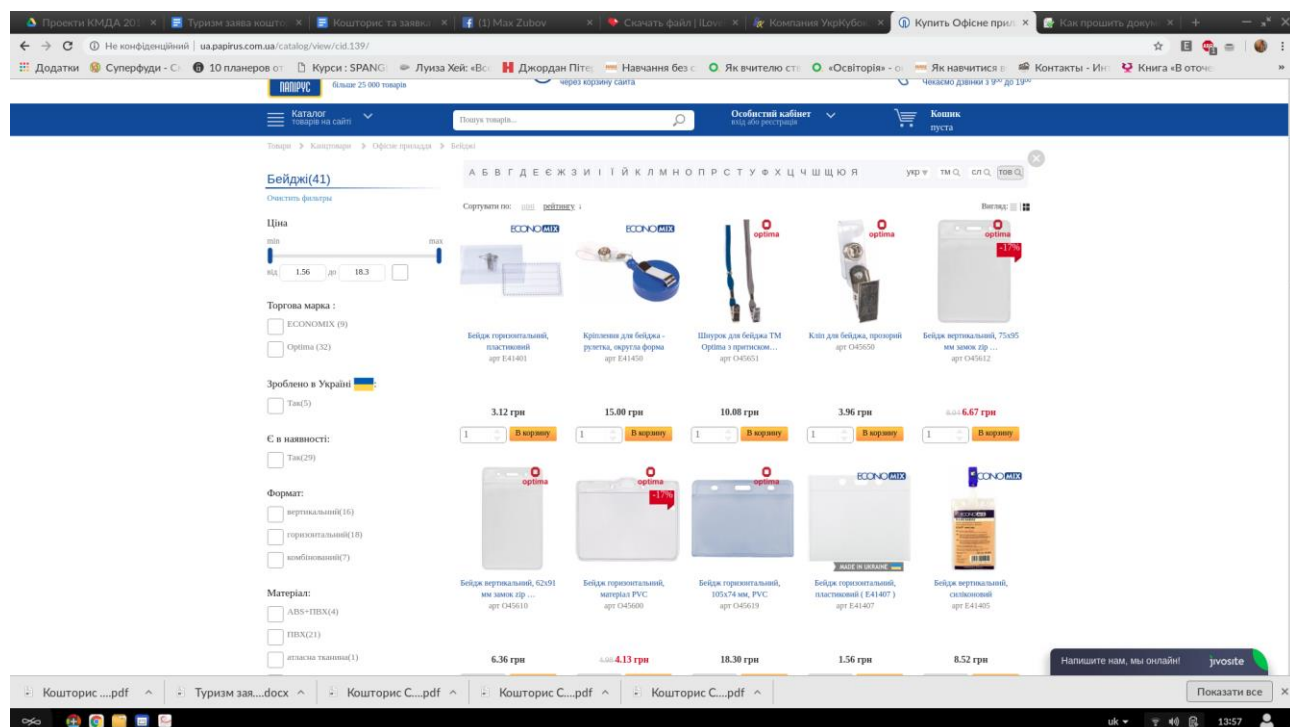 Проекти КМДА 201
Туризм заява кошто
Кошторис та заявка
(1) Max Zubov
Скачать файл | ILove
Компания УкрКубок
Купить Офісне прил
Как прошить докум
Не конфіденційний | ua.papirus.com.ua/catalog/view/cid.139/
Додатки
Суперфуди - С
10 планеров от
Курси : SPANG
Луиза Хей: «Вс
Джордан Піте
Навчання без с
Як вчителю ст
«Освіторія» - о
Як навчитися
Контакты - Ин
Книга «В оточ
ПАПІРУС
більше 25 000 товарів
через корзину сайта
Чекаємо дзвінки з 9⁰⁰ до 19⁰⁰
Каталог
товарів на сайті
Пошук товарів...
Особистий кабінет
вхід або реєстрація
Кошик
пуста
Товари > Канцтовари > Офісне приладдя > Бейджі
Бейджі(41)
Очистить фильтры
А Б В Г Д Е Є Ж З И І Ї Й К Л М Н О П Р С Т У Ф Х Ц Ч Ш Щ Ю Я
укр
тм
сл
тов
Сортувати по: ціні рейтингу ↓
Вигляд:
Ціна
min max
від 1.56 до 18.3
Торгова марка :
ECONOMIX (9)
Optima (32)
Зроблено в Україні :
Так(5)
Є в наявності:
Так(29)
Формат:
вертикальний(16)
горизонтальний(18)
комбінований(7)
Матеріал:
ABS+ПВХ(4)
ПВХ(21)
атласна тканина(1)
ECONOMIX
Бейдж горизонтальний,
пластиковий
арт E41401
3.12 грн
1 В корзину
ECONOMIX
Кріплення для бейджа -
рулетка, округла форма
арт E41450
15.00 грн
1 В корзину
optima
Шнурок для бейджа ТМ
Optima з притиском…
арт O45651
10.08 грн
1 В корзину
optima
Кліп для бейджа, прозорий
арт O45650
3.96 грн
1 В корзину
optima
-17%
Бейдж вертикальний, 75х95
мм замок zip …
арт O45612
6.67 грн
1 В корзину
optima
Бейдж вертикальний, 62х91
мм замок zip …
арт O45610
6.36 грн
optima
-17%
Бейдж горизонтальний,
матеріал PVC
арт O45600
4.13 грн
optima
Бейдж горизонтальний,
105х74 мм, PVC
арт O45619
18.30 грн
ECONOMIX
MADE IN UKRAINE
Бейдж горизонтальний,
пластиковий ( E41407 )
арт E41407
1.56 грн
ECONOMIX
Бейдж вертикальний,
силіконовий
арт E41405
8.52 грн
Напишите нам, мы онлайн! jivosite
Кошторис ....pdf
Туризм зая....docx
Кошторис С....pdf
Кошторис С....pdf
Кошторис С....pdf
Показати все
uk
13:57